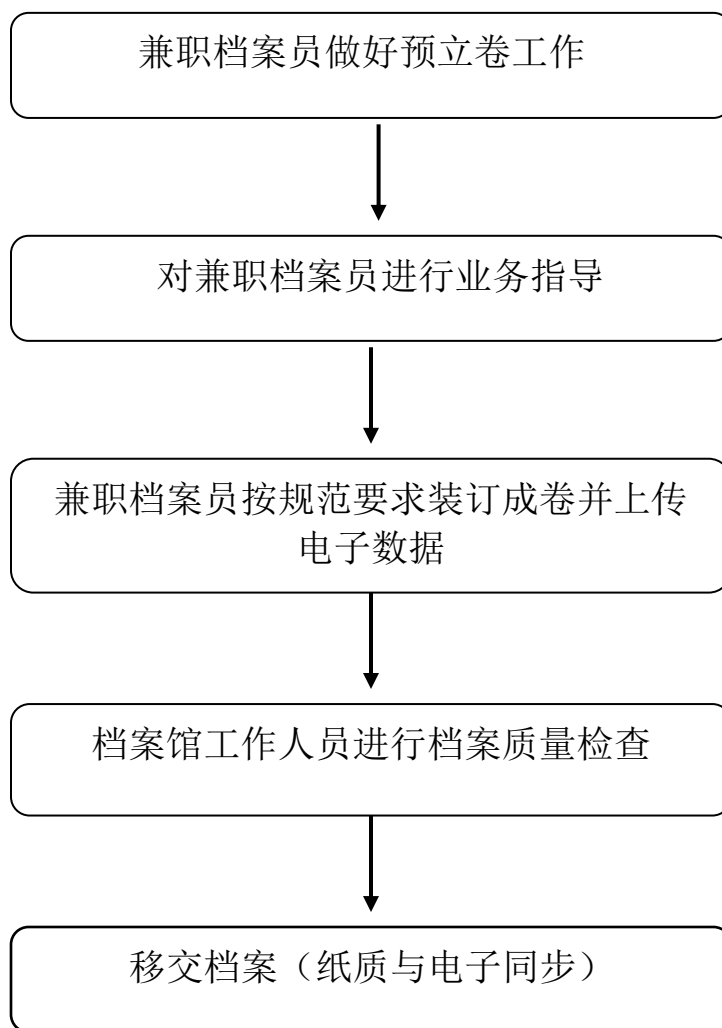 兼职档案员做好预立卷工作
对兼职档案员进行业务指导
兼职档案员按规范要求装订成卷并上传
电子数据
档案馆工作人员进行档案质量检查
移交档案（纸质与电子同步）